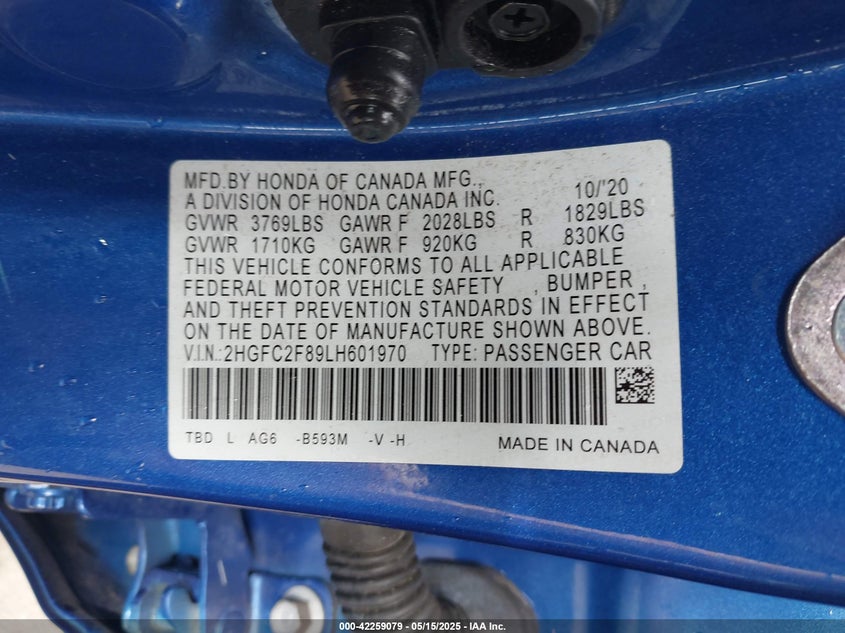 MFD.BY HONDA OF CANADA MFG.,
A DIVISION OF HONDA CANADA INC. 10/'20
GVWR 3769LBS GAWR F 2028LBS R 1829LBS
GVWR 1710KG GAWR F 920KG R 830KG
THIS VEHICLE CONFORMS TO ALL APPLICABLE
FEDERAL MOTOR VEHICLE SAFETY , BUMPER ,
AND THEFT PREVENTION STANDARDS IN EFFECT
ON THE DATE OF MANUFACTURE SHOWN ABOVE.
V.I.N.:2HGFC2F89LH601970 TYPE: PASSENGER CAR
TBD L AG6 -B593M -V -H MADE IN CANADA
000-42259079 - 05/15/2025 - IAA Inc.